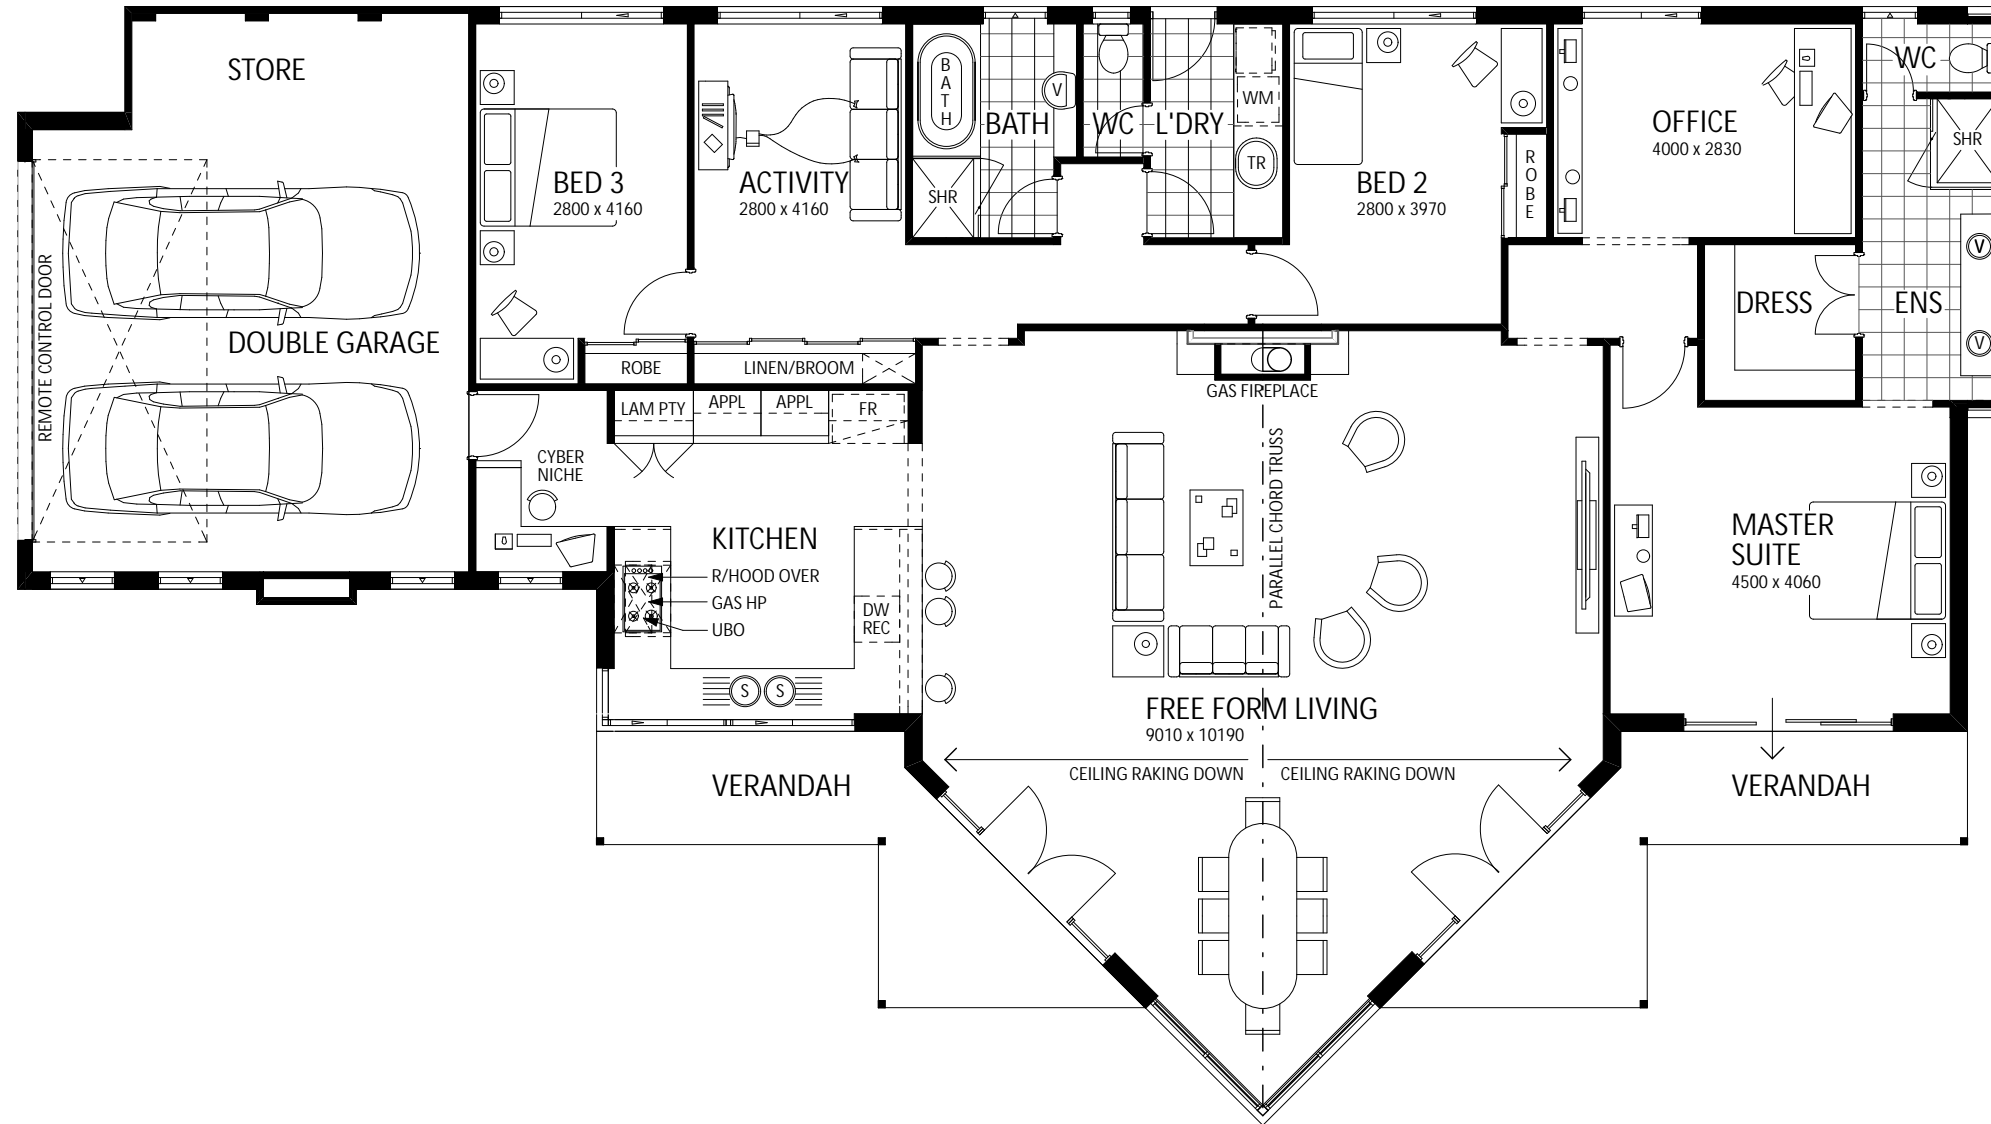 STORE
DOUBLE GARAGE
REMOTE CONTROL DOOR
BED 3
2800 x 4160
ROBE
ACTIVITY
2800 x 4160
LINEN/BROOM
BATH
SHR
BATH
V
WC
L'DRY
WM
TR
BED 2
2800 x 3970
ROBE
OFFICE
4000 x 2830
WC
SHR
V
V
ENS
DRESS
LAM PTY
APPL
APPL
FR
CYBER
NICHE
KITCHEN
R/HOOD OVER
GAS HP
UBO
DW
REC
S
S
GAS FIREPLACE
PARALLEL CHORD TRUSS
FREE FORM LIVING
9010 x 10190
CEILING RAKING DOWN
CEILING RAKING DOWN
MASTER
SUITE
4500 x 4060
VERANDAH
VERANDAH